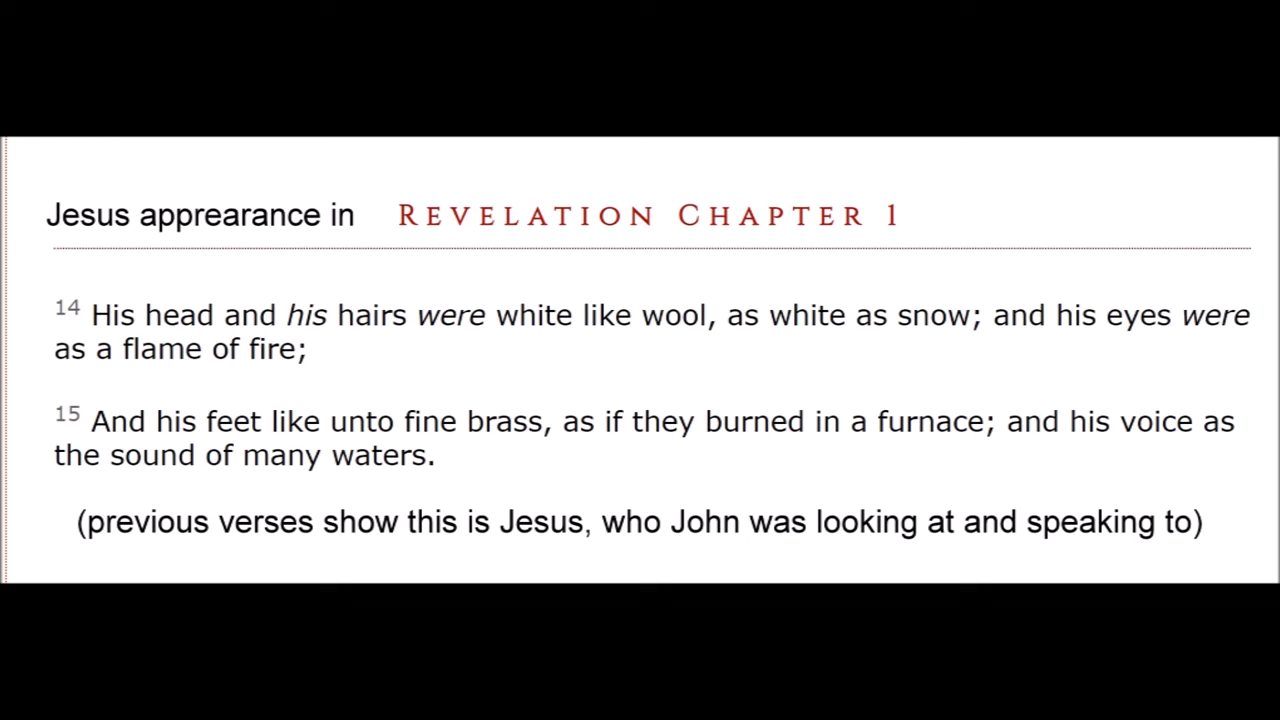 Jesus apprearance in REVELATION CHAPTER 1
14 His head and his hairs were white like wool, as white as snow; and his eyes were
as a flame of fire;
15 And his feet like unto fine brass, as if they burned in a furnace; and his voice as
the sound of many waters.
(previous verses show this is Jesus, who John was looking at and speaking to)